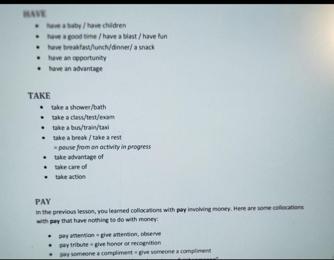 HAVE
• have a baby / have children
• have a good time / have a blast / have fun
• have breakfast/lunch/dinner/ a snack
• have an opportunity
• have an advantage
TAKE
• take a shower/bath
• take a class/test/exam
• take a bus/train/taxi
• take a break / take a rest
= pause from an activity in progress
• take advantage of
• take care of
• take action
PAY
In the previous lesson, you learned collocations with pay involving money. Here are some collocations
with pay that have nothing to do with money:
• pay attention = give attention, observe
• pay tribute = give honor or recognition
• pay someone a compliment = give someone a compliment